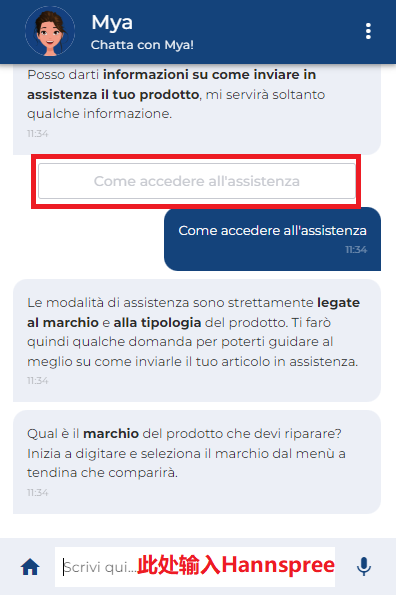 Mya
Chatta con Mya!
Posso darti informazioni su come inviare in
assistenza il tuo prodotto, mi servirà soltanto
qualche informazione.
11:34
Come accedere all'assistenza
Come accedere all'assistenza
11:34
Le modalità di assistenza sono strettamente legate
al marchio e alla tipologia del prodotto. Ti farò
quindi qualche domanda per poterti guidare al
meglio su come inviarle il tuo articolo in assistenza.
11:34
Qual è il marchio del prodotto che devi riparare?
Inizia a digitare e seleziona il marchio dal menù a
tendina che comparirà.
11:34
Scrivi qui...此处输入Hannspree